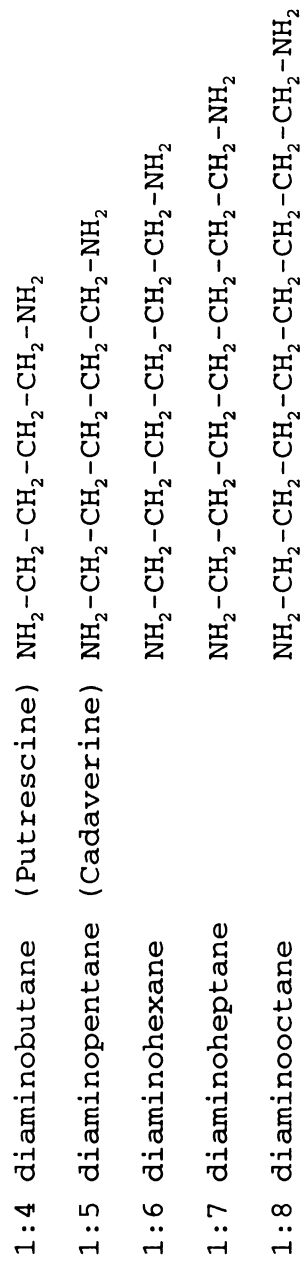 1:4 diaminobutane (Putrescine) NH₂-CH₂-CH₂-CH₂-CH₂-NH₂
1:5 diaminopentane (Cadaverine) NH₂-CH₂-CH₂-CH₂-CH₂-CH₂-NH₂
1:6 diaminohexane NH₂-CH₂-CH₂-CH₂-CH₂-CH₂-CH₂-NH₂
1:7 diaminoheptane NH₂-CH₂-CH₂-CH₂-CH₂-CH₂-CH₂-CH₂-NH₂
1:8 diaminooctane NH₂-CH₂-CH₂-CH₂-CH₂-CH₂-CH₂-CH₂-CH₂-NH₂